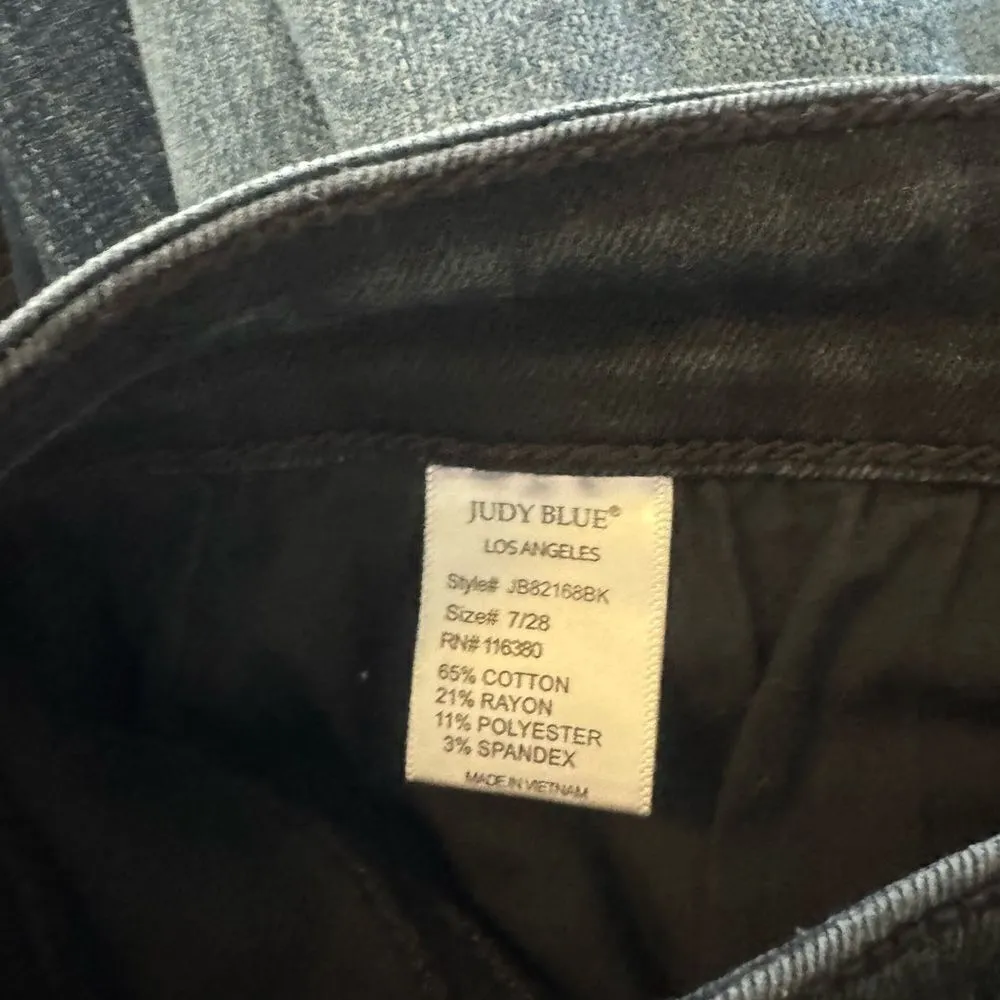 JUDY BLUE®
LOS ANGELES
Style# JB82168BK
Size# 7/28
RN# 116380
65% COTTON
21% RAYON
11% POLYESTER
3% SPANDEX
MADE IN VIETNAM